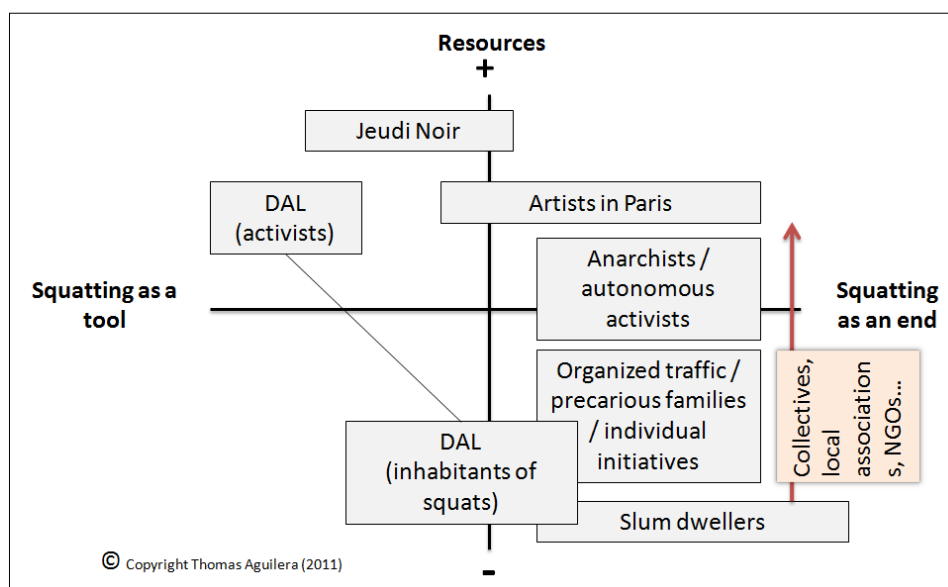 Resources
+
Jeudi Noir
DAL
(activists)
Artists in Paris
Anarchists /
autonomous
activists
Squatting as a
tool
Squatting
as an end
Organized traffic /
precarious families
/ individual
initiatives
Collectives,
local
association
s, NGOs...
DAL
(inhabitants of
squats)
Slum dwellers
© Copyright Thomas Aguilera (2011)
-